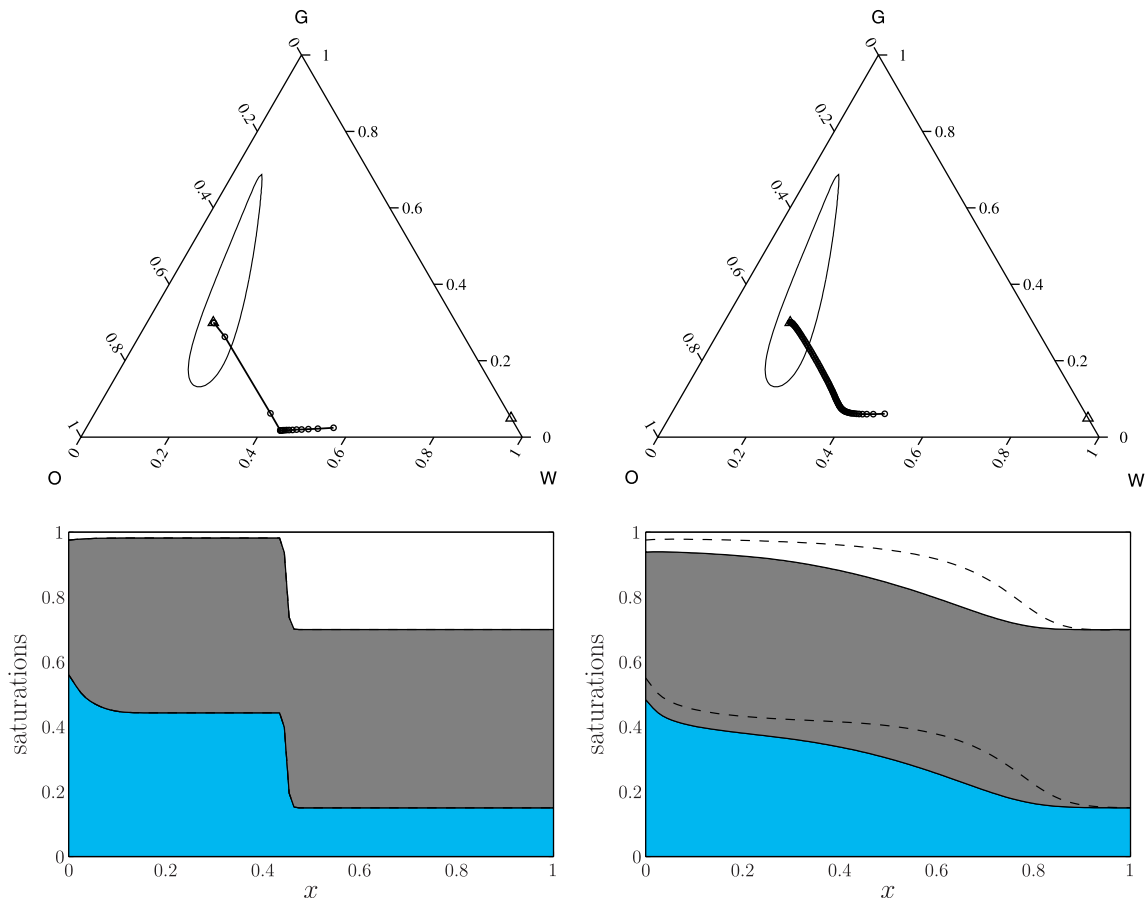 G G
0 1 0 1
0.2 0.8 0.2 0.8
0.4 0.6 0.4 0.6
0.6 0.4 0.6 0.4
0.8 0.2 0.8 0.2
1 0 1 0
0 0.2 0.4 0.6 0.8 1 0 0.2 0.4 0.6 0.8 1
O W O W
1 1
0.8 0.8
0.6 0.6
saturations saturations
0.4 0.4
0.2 0.2
0 0
0 0.2 0.4 0.6 0.8 1 0 0.2 0.4 0.6 0.8 1
x x